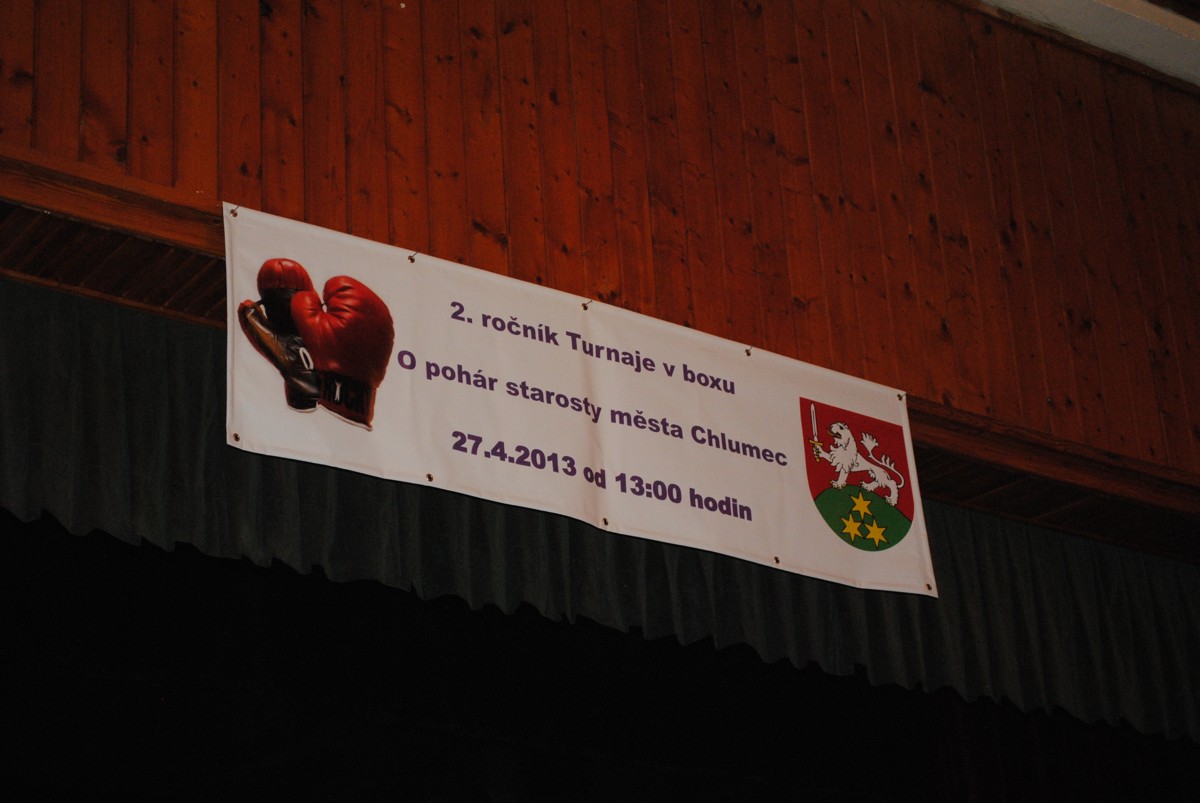 2. ročník Turnaje v boxu
O pohár starosty města Chlumec
27.4.2013 od 13:00 hodin